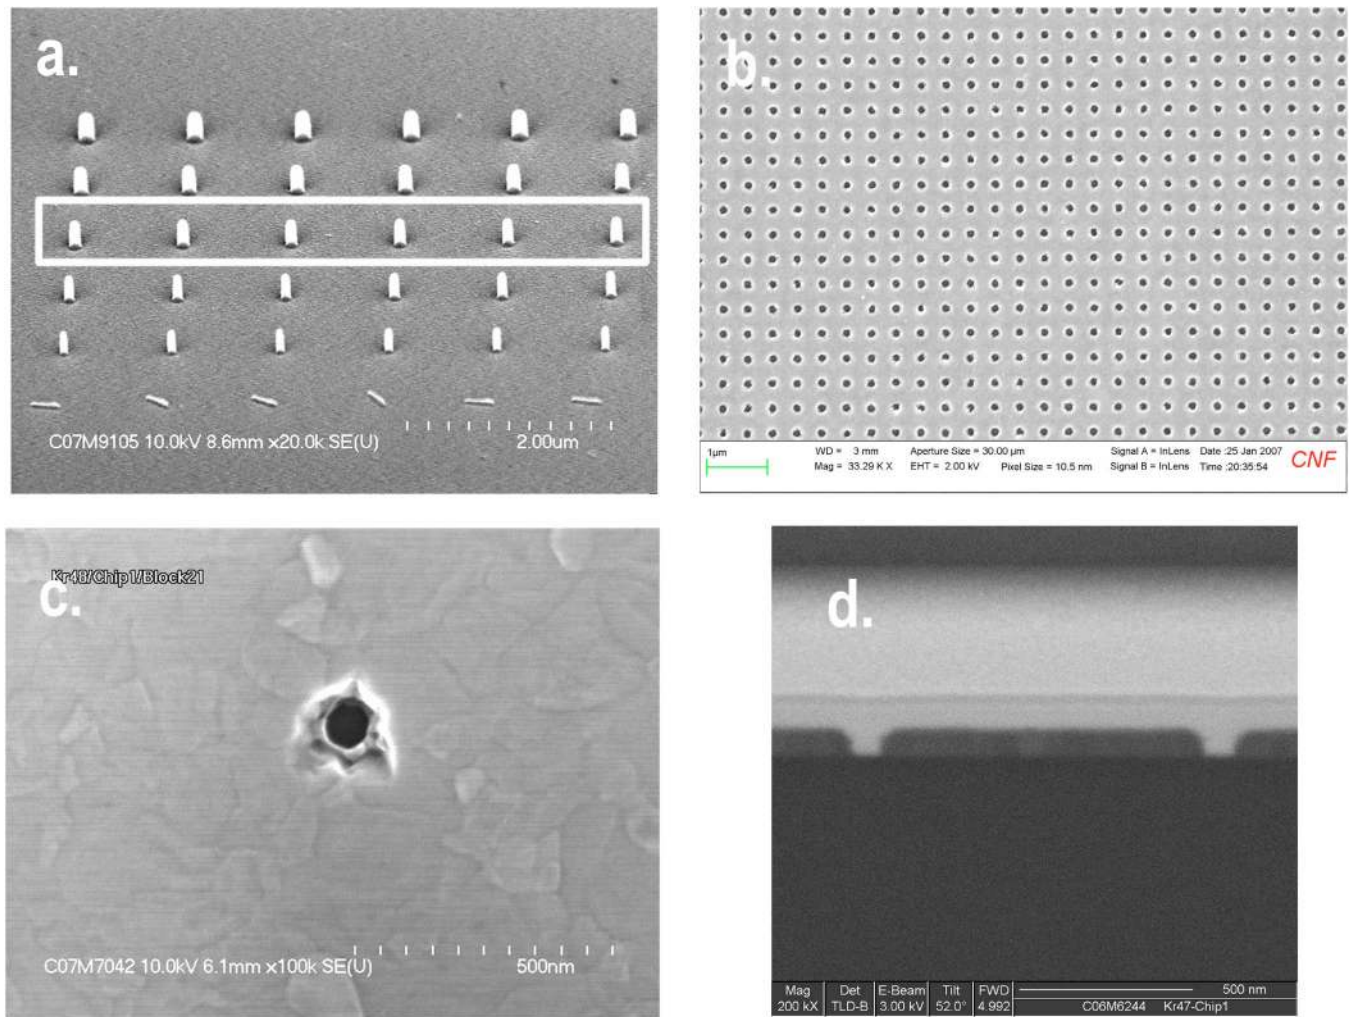 a.
C07M9105 10.0kV 8.6mm x20.0k SE(U)
2.00um
b.
1µm
WD = 3 mm
Aperture Size = 30.00 µm
Signal A = InLens
Date :25 Jan 2007
Mag = 33.29 K X
EHT = 2.00 kV
Pixel Size = 10.5 nm
Signal B = InLens
Time :20:35:54
CNF
Kr48/Chip1/Block21
c.
C07M7042 10.0kV 6.1mm x100k SE(U)
500nm
d.
Mag
Det
E-Beam
Tilt
FWD
500 nm
200 kX
TLD-B
3.00 kV
52.0°
4.992
C06M6244
Kr47-Chip1